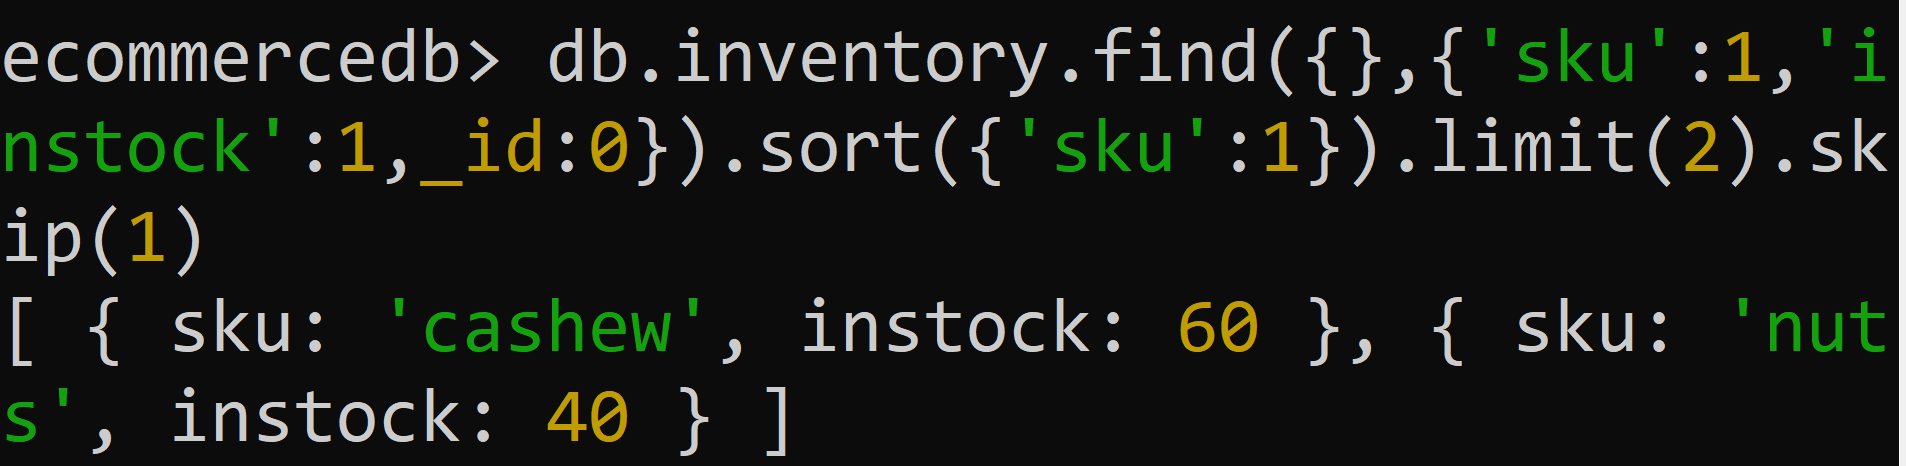 ecommercedb> db.inventory.find({},{'sku':1,'i
nstock':1,_id:0}).sort({'sku':1}).limit(2).sk
ip(1)
[ { sku: 'cashew', instock: 60 }, { sku: 'nut
s', instock: 40 } ]